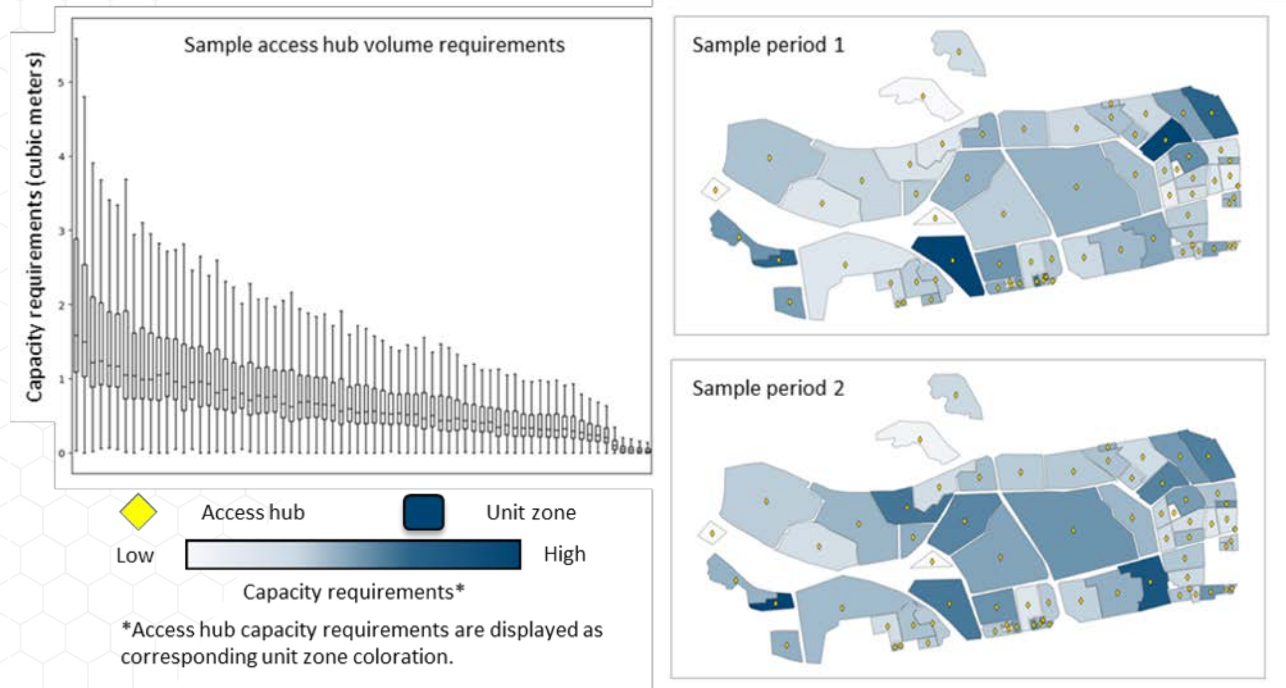 Sample access hub volume requirements
Capacity requirements (cubic meters)
5
4
3
2
1
0
Access hub
Unit zone
Low
High
Capacity requirements*
*Access hub capacity requirements are displayed as
corresponding unit zone coloration.
Sample period 1
Sample period 2